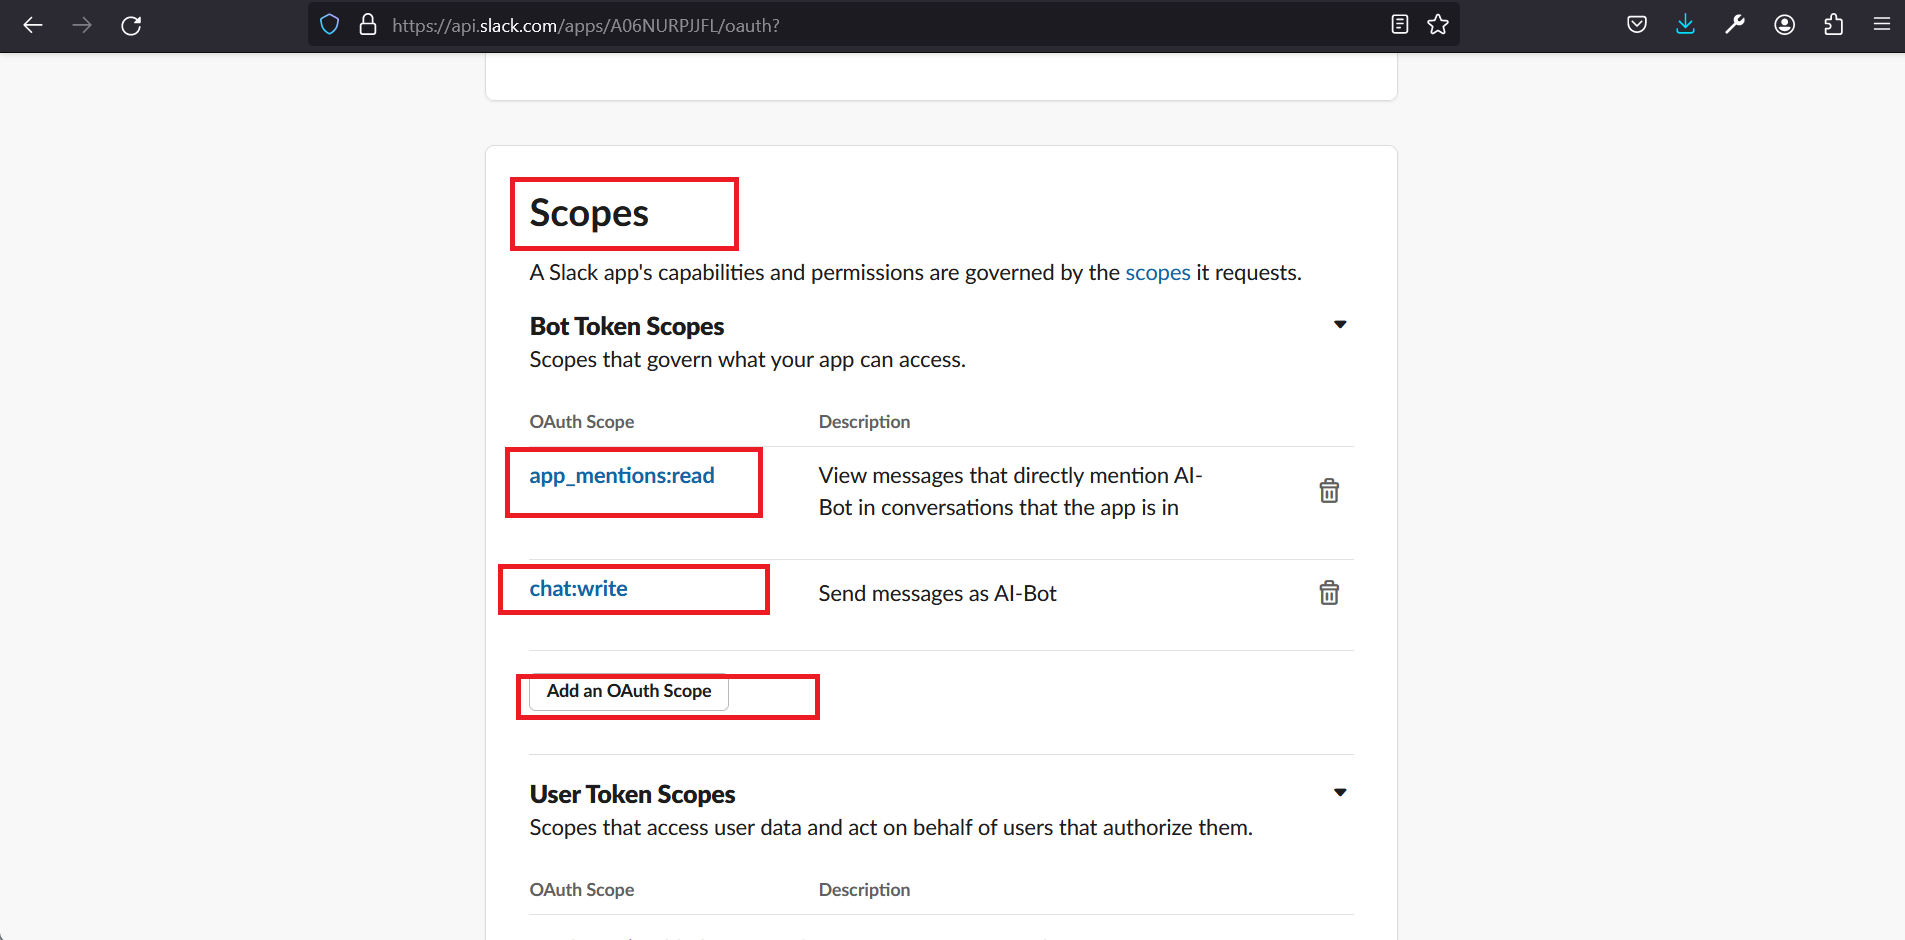 https://api.slack.com/apps/A06NURPJJFL/oauth?
Scopes
A Slack app's capabilities and permissions are governed by the scopes it requests.
Bot Token Scopes
Scopes that govern what your app can access.
OAuth Scope Description
app_mentions:read View messages that directly mention AI-
Bot in conversations that the app is in
chat:write Send messages as AI-Bot
Add an OAuth Scope
User Token Scopes
Scopes that access user data and act on behalf of users that authorize them.
OAuth Scope Description